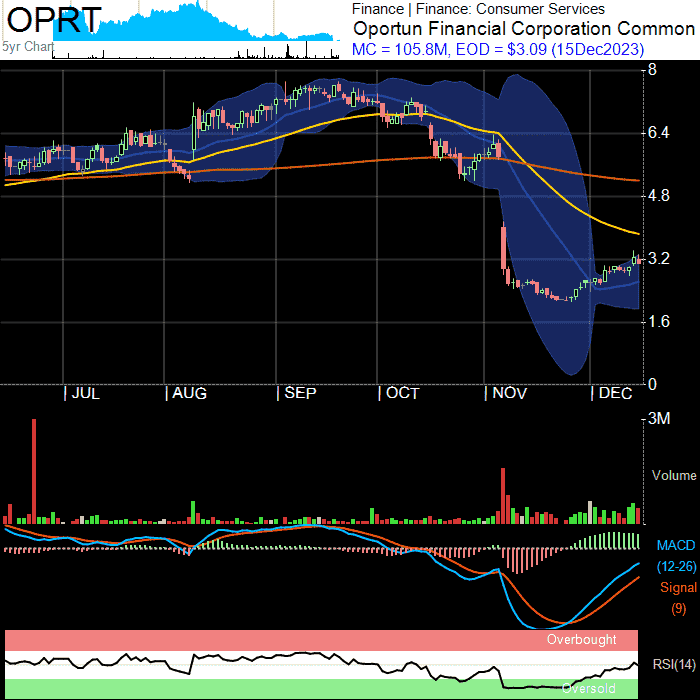 OPRT
5yr Chart
Finance | Finance: Consumer Services
Oportun Financial Corporation Common
MC = 105.8M, EOD = $3.09 (15Dec2023)
8
6.4
4.8
3.2
1.6
0
| JUL | AUG | SEP | OCT | NOV | DEC
3M
Volume
MACD
(12-26)
Signal
(9)
Overbought
RSI(14)
Oversold